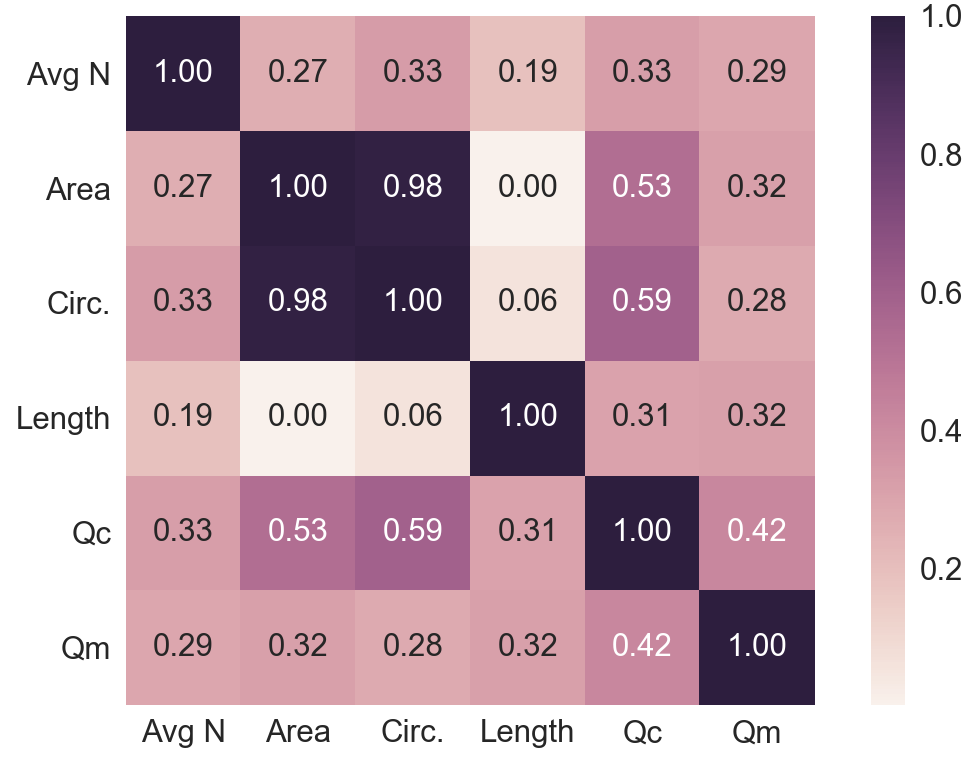 1.0
Avg N 1.00 0.27 0.33 0.19 0.33 0.29
0.8
Area 0.27 1.00 0.98 0.00 0.53 0.32
0.6
Circ. 0.33 0.98 1.00 0.06 0.59 0.28
Length 0.19 0.00 0.06 1.00 0.31 0.32
0.4
Qc 0.33 0.53 0.59 0.31 1.00 0.42
0.2
Qm 0.29 0.32 0.28 0.32 0.42 1.00
Avg N Area Circ. Length Qc Qm